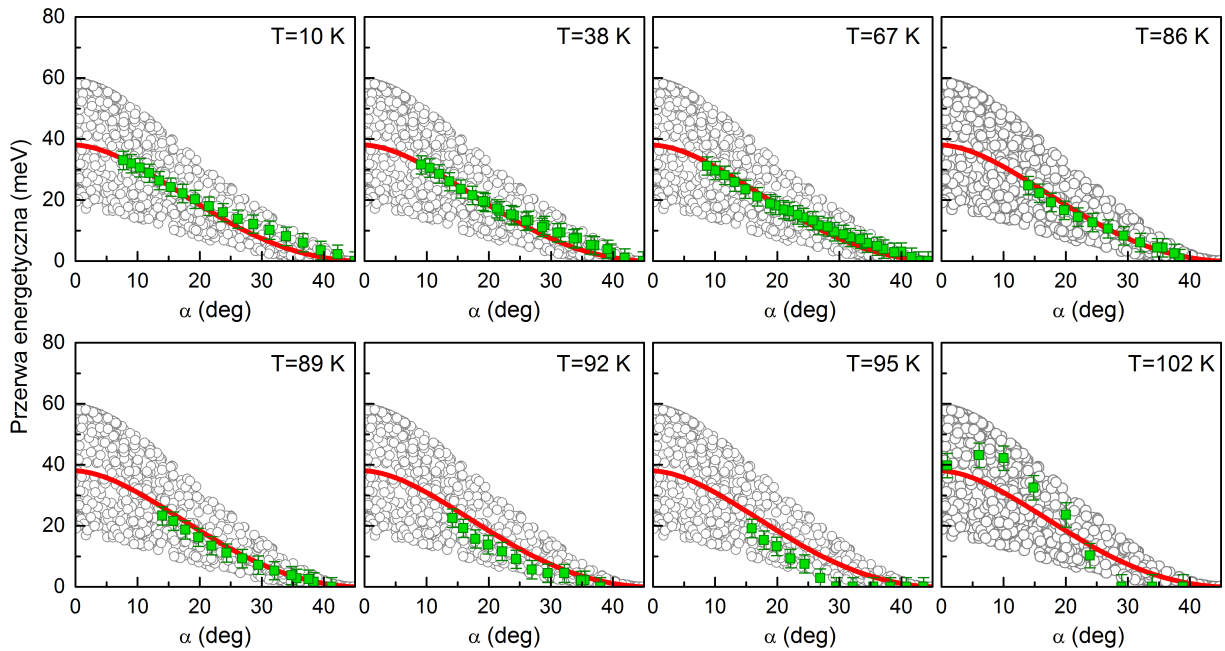 Przerwa energetyczna (meV)
80
60
40
20
0
T=10 K
T=38 K
T=67 K
T=86 K
0 10 20 30 40
0 10 20 30 40
0 10 20 30 40
0 10 20 30 40
α (deg)
α (deg)
α (deg)
α (deg)
80
60
40
20
0
T=89 K
T=92 K
T=95 K
T=102 K
0 10 20 30 40
0 10 20 30 40
0 10 20 30 40
0 10 20 30 40
α (deg)
α (deg)
α (deg)
α (deg)